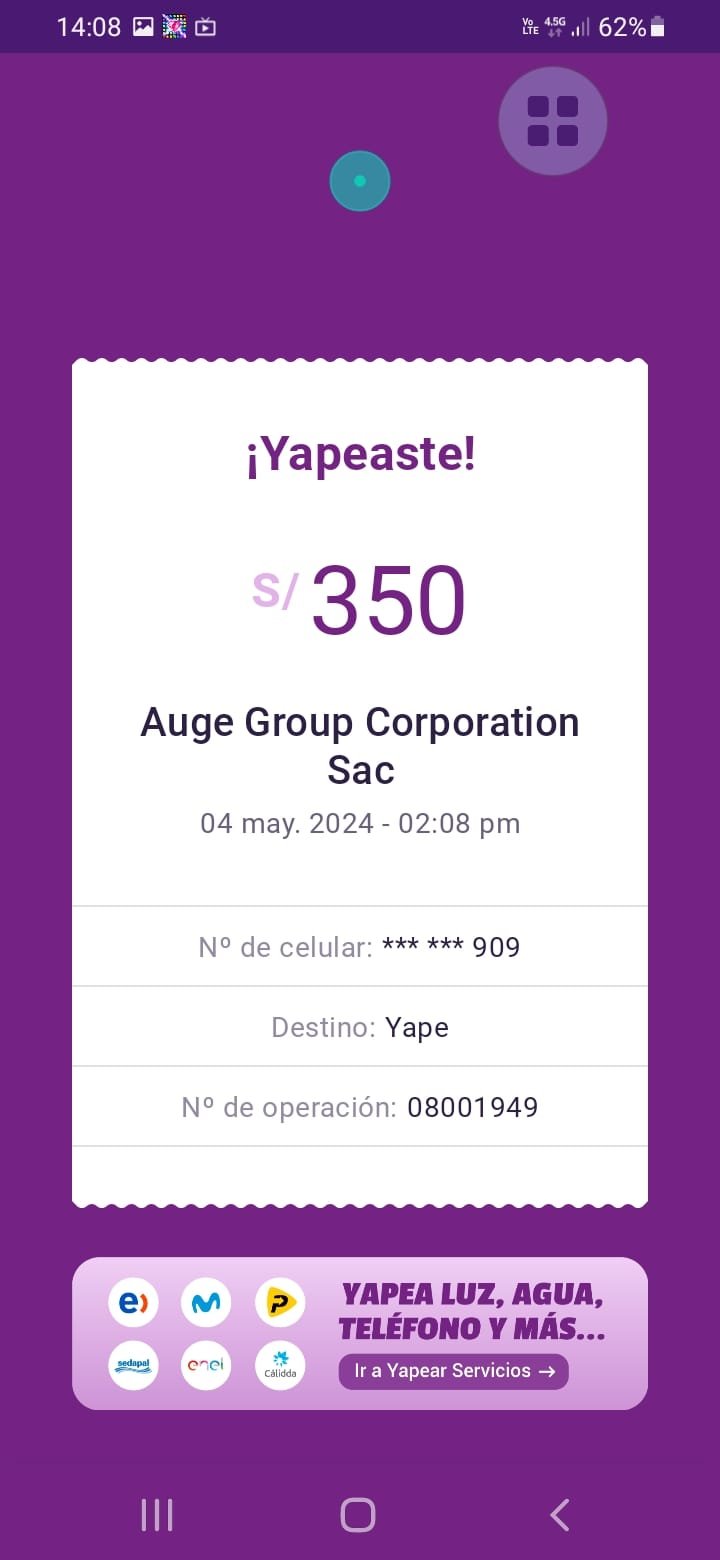 14:08 Vo LTE 4.5G 62%
¡Yapeaste!
S/ 350
Auge Group Corporation
Sac
04 may. 2024 - 02:08 pm
Nº de celular: *** *** 909
Destino: Yape
Nº de operación: 08001949
e) P
sedapal enel Cálidda
YAPEA LUZ, AGUA,
TELÉFONO Y MÁS...
Ir a Yapear Servicios →